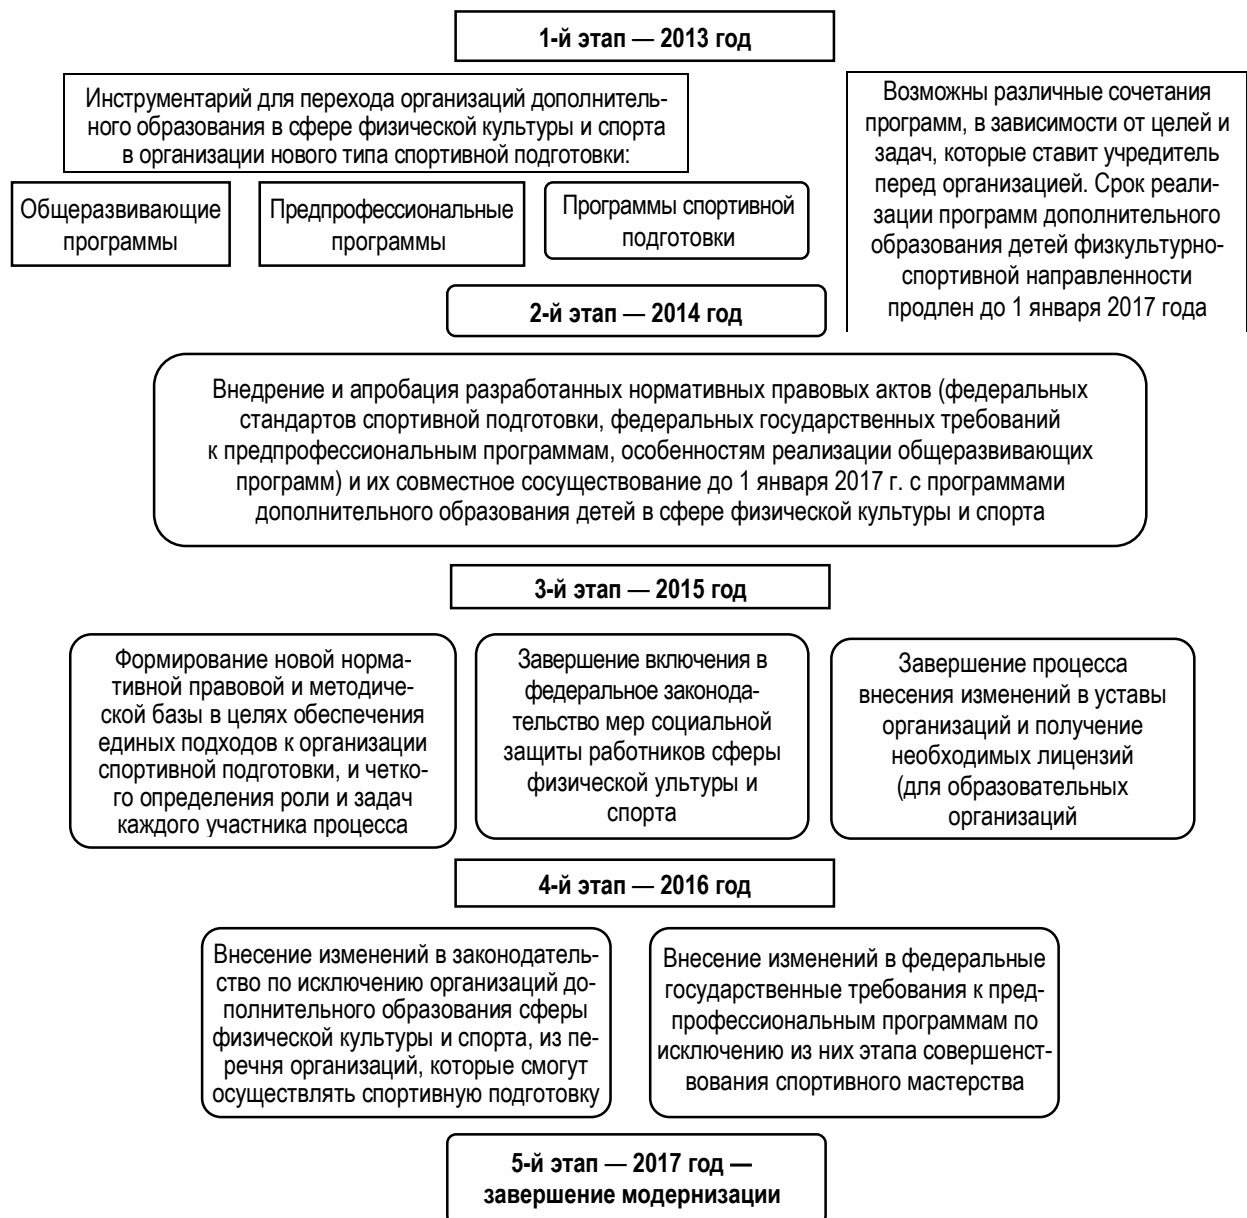 1-й этап — 2013 год
Инструментарий для перехода организаций дополнитель-
ного образования в сфере физической культуры и спорта
в организации нового типа спортивной подготовки:
Общеразвивающие
программы
Предпрофессиональные
программы
Программы спортивной
подготовки
Возможны различные сочетания
программ, в зависимости от целей и
задач, которые ставит учредитель
перед организацией. Срок реали-
зации программ дополнительного
образования детей физкультурно-
спортивной направленности
продлен до 1 января 2017 года
2-й этап — 2014 год
Внедрение и апробация разработанных нормативных правовых актов (федеральных
стандартов спортивной подготовки, федеральных государственных требований
к предпрофессиональным программам, особенностям реализации общеразвивающих
программ) и их совместное сосуществование до 1 января 2017 г. с программами
дополнительного образования детей в сфере физической культуры и спорта
3-й этап — 2015 год
Формирование новой норма-
тивной правовой и методиче-
ской базы в целях обеспечения
единых подходов к организации
спортивной подготовки, и четко-
го определения роли и задач
каждого участника процесса
Завершение включения в
федеральное законода-
тельство мер социальной
защиты работников сферы
физической ультуры и
спорта
Завершение процесса
внесения изменений в уставы
организаций и получение
необходимых лицензий
(для образовательных
организаций
4-й этап — 2016 год
Внесение изменений в законодатель-
ство по исключению организаций до-
полнительного образования сферы
физической культуры и спорта, из пе-
речня организаций, которые смогут
осуществлять спортивную подготовку
Внесение изменений в федеральные
государственные требования к пред-
профессиональным программам по
исключению из них этапа совершенст-
вования спортивного мастерства
5-й этап — 2017 год —
завершение модернизации